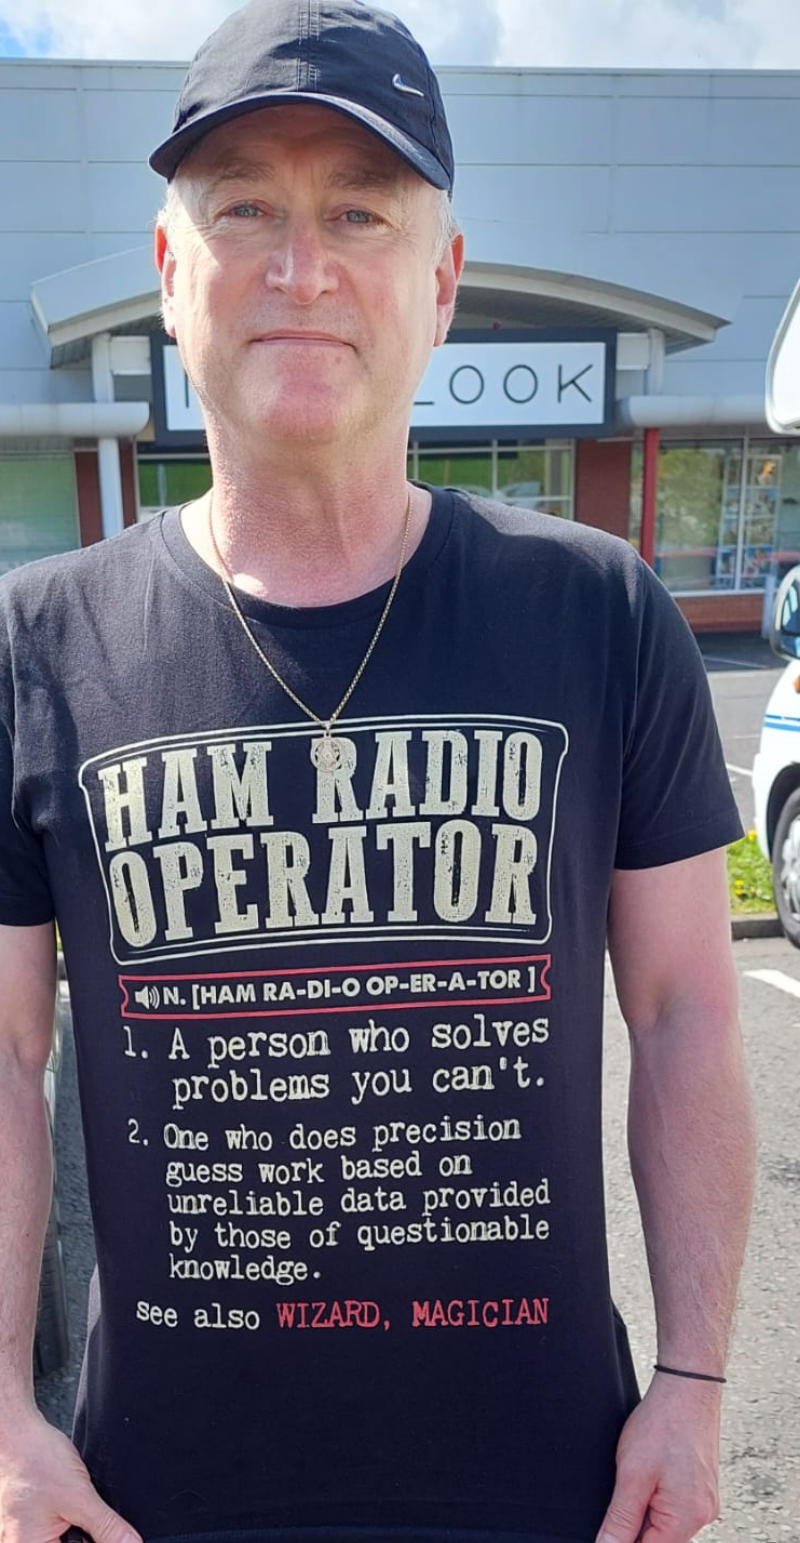 LOOK
HAM RADIO
OPERATOR
N. [HAM RA-DI-O OP-ER-A-TOR ]
1. A person who solves
problems you can't.
2. One who does precision
guess work based on
unreliable data provided
by those of questionable
knowledge.
see also WIZARD, MAGICIAN